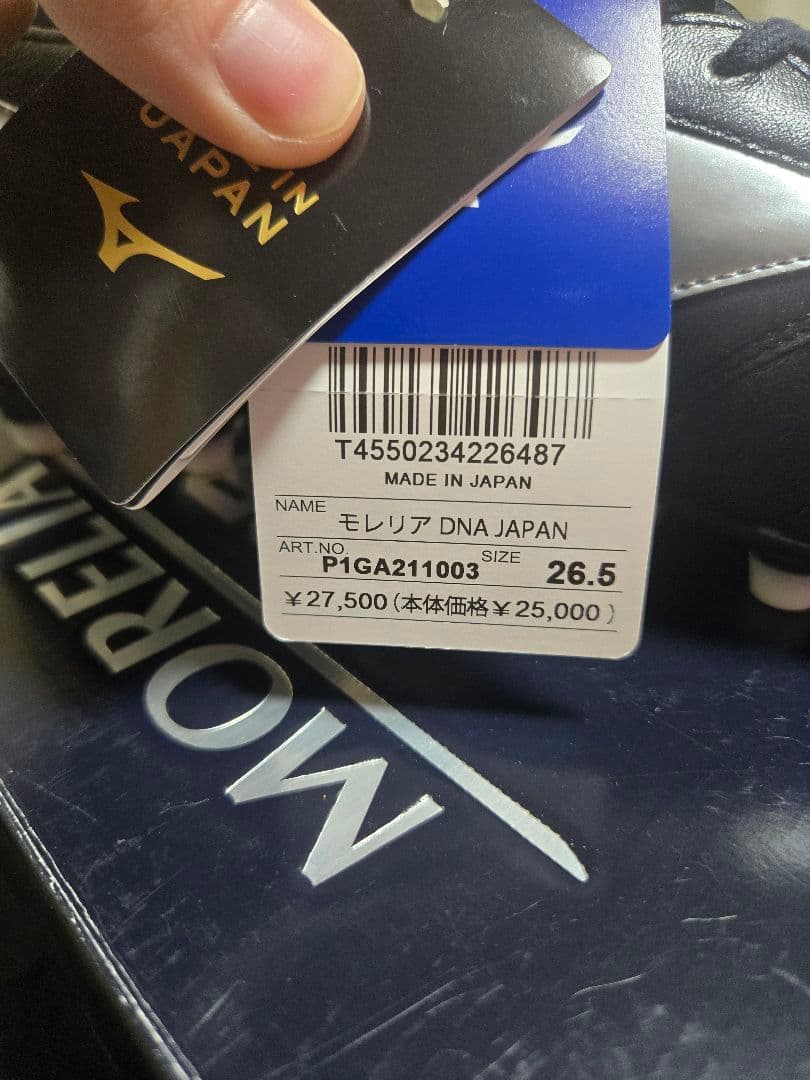 IN
JAPAN
T4550234226487
MADE IN JAPAN
NAME
モレリア DNA JAPAN
ART.NO.
P1GA211003
SIZE
26.5
￥27,500(本体価格￥25,000)
MORELIA